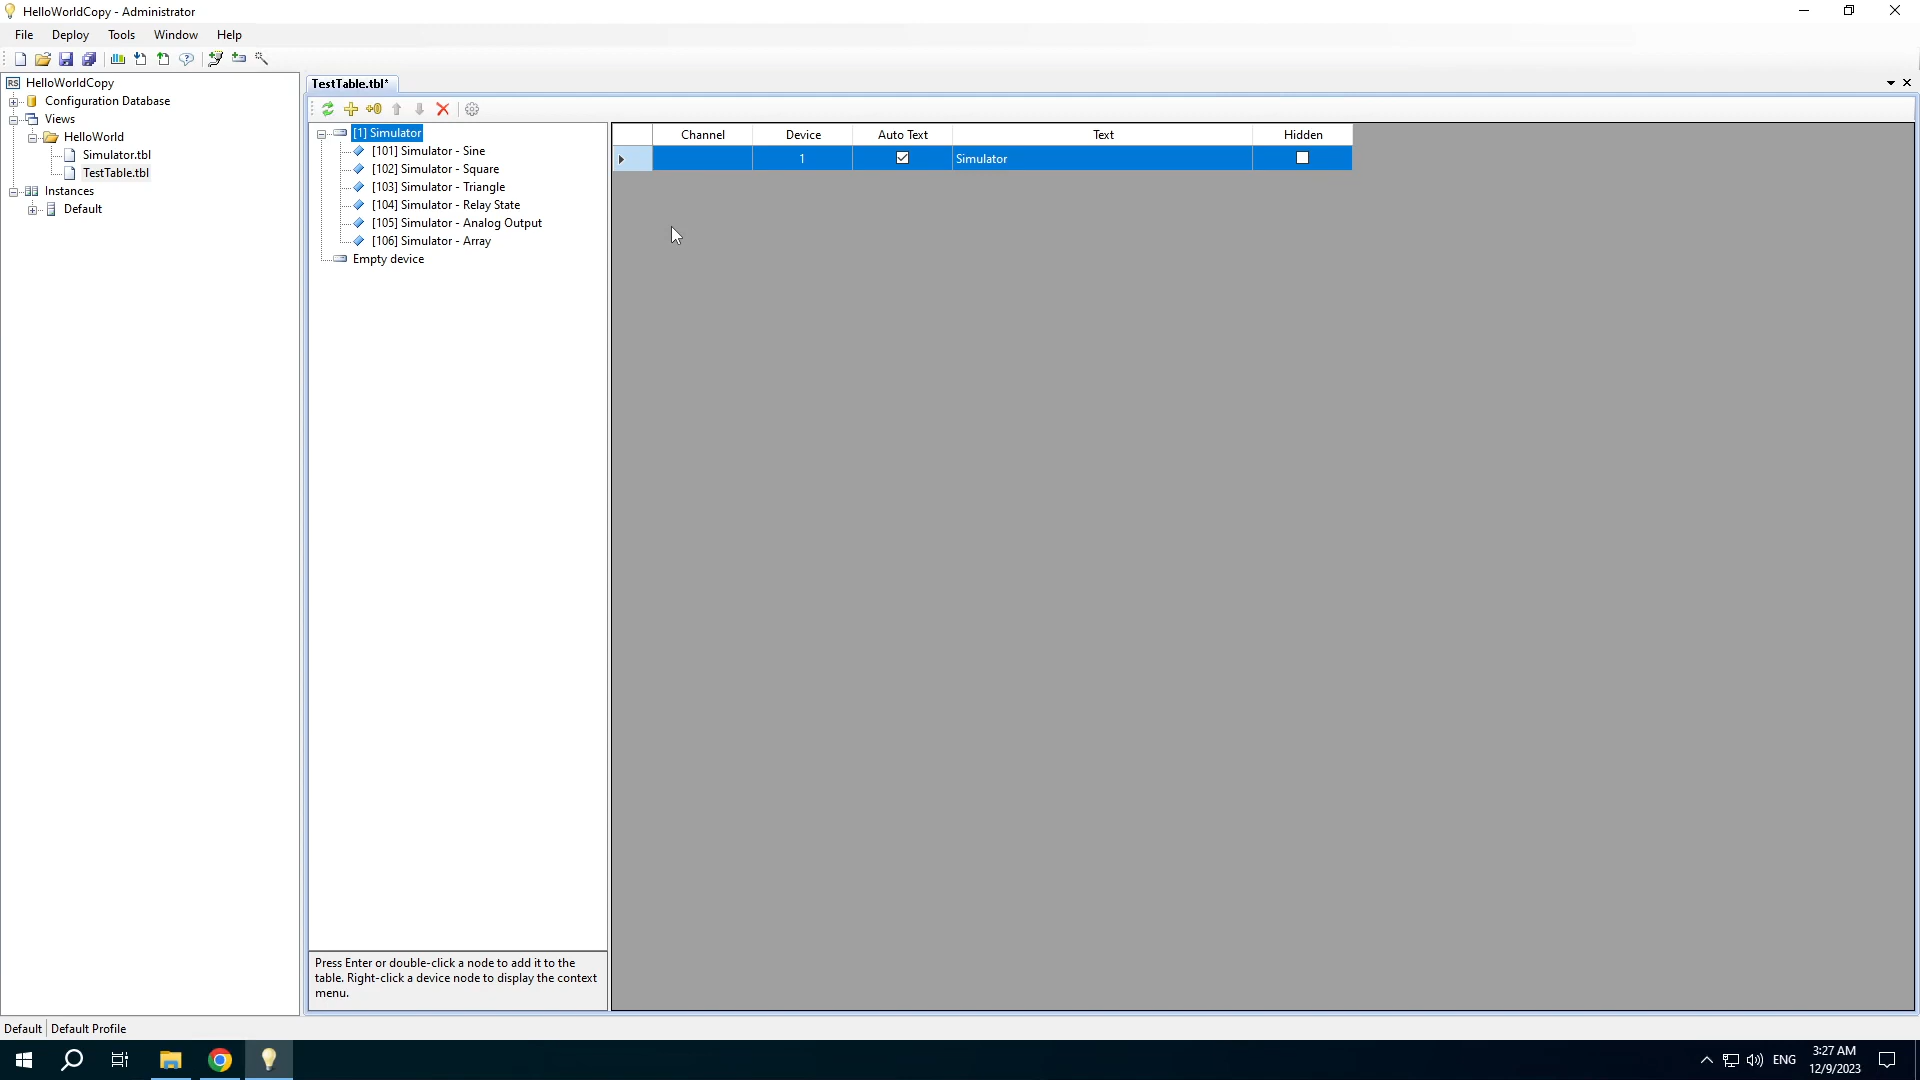 HelloWorldCopy - Administrator
File Deploy Tools Window Help
RS HelloWorldCopy
Configuration Database
Views
HelloWorld
Simulator.tbl
TestTable.tbl
Instances
Default
TestTable.tbl*
[1] Simulator
[101] Simulator - Sine
[102] Simulator - Square
[103] Simulator - Triangle
[104] Simulator - Relay State
[105] Simulator - Analog Output
[106] Simulator - Array
Empty device
Press Enter or double-click a node to add it to the
table. Right-click a device node to display the context
menu.
Channel Device Auto Text Text Hidden
1 Simulator
Default Default Profile
ENG
3:27 AM
12/9/2023